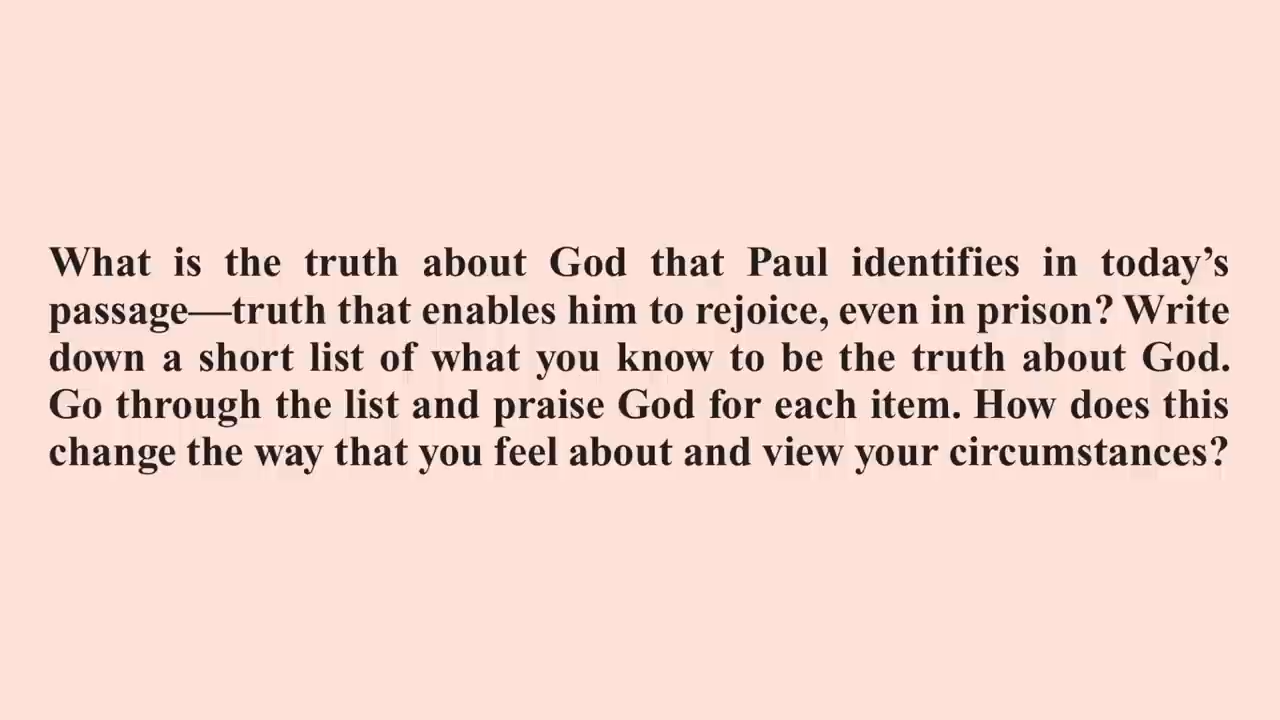 What is the truth about God that Paul identifies in today’s
passage—truth that enables him to rejoice, even in prison? Write
down a short list of what you know to be the truth about God.
Go through the list and praise God for each item. How does this
change the way that you feel about and view your circumstances?